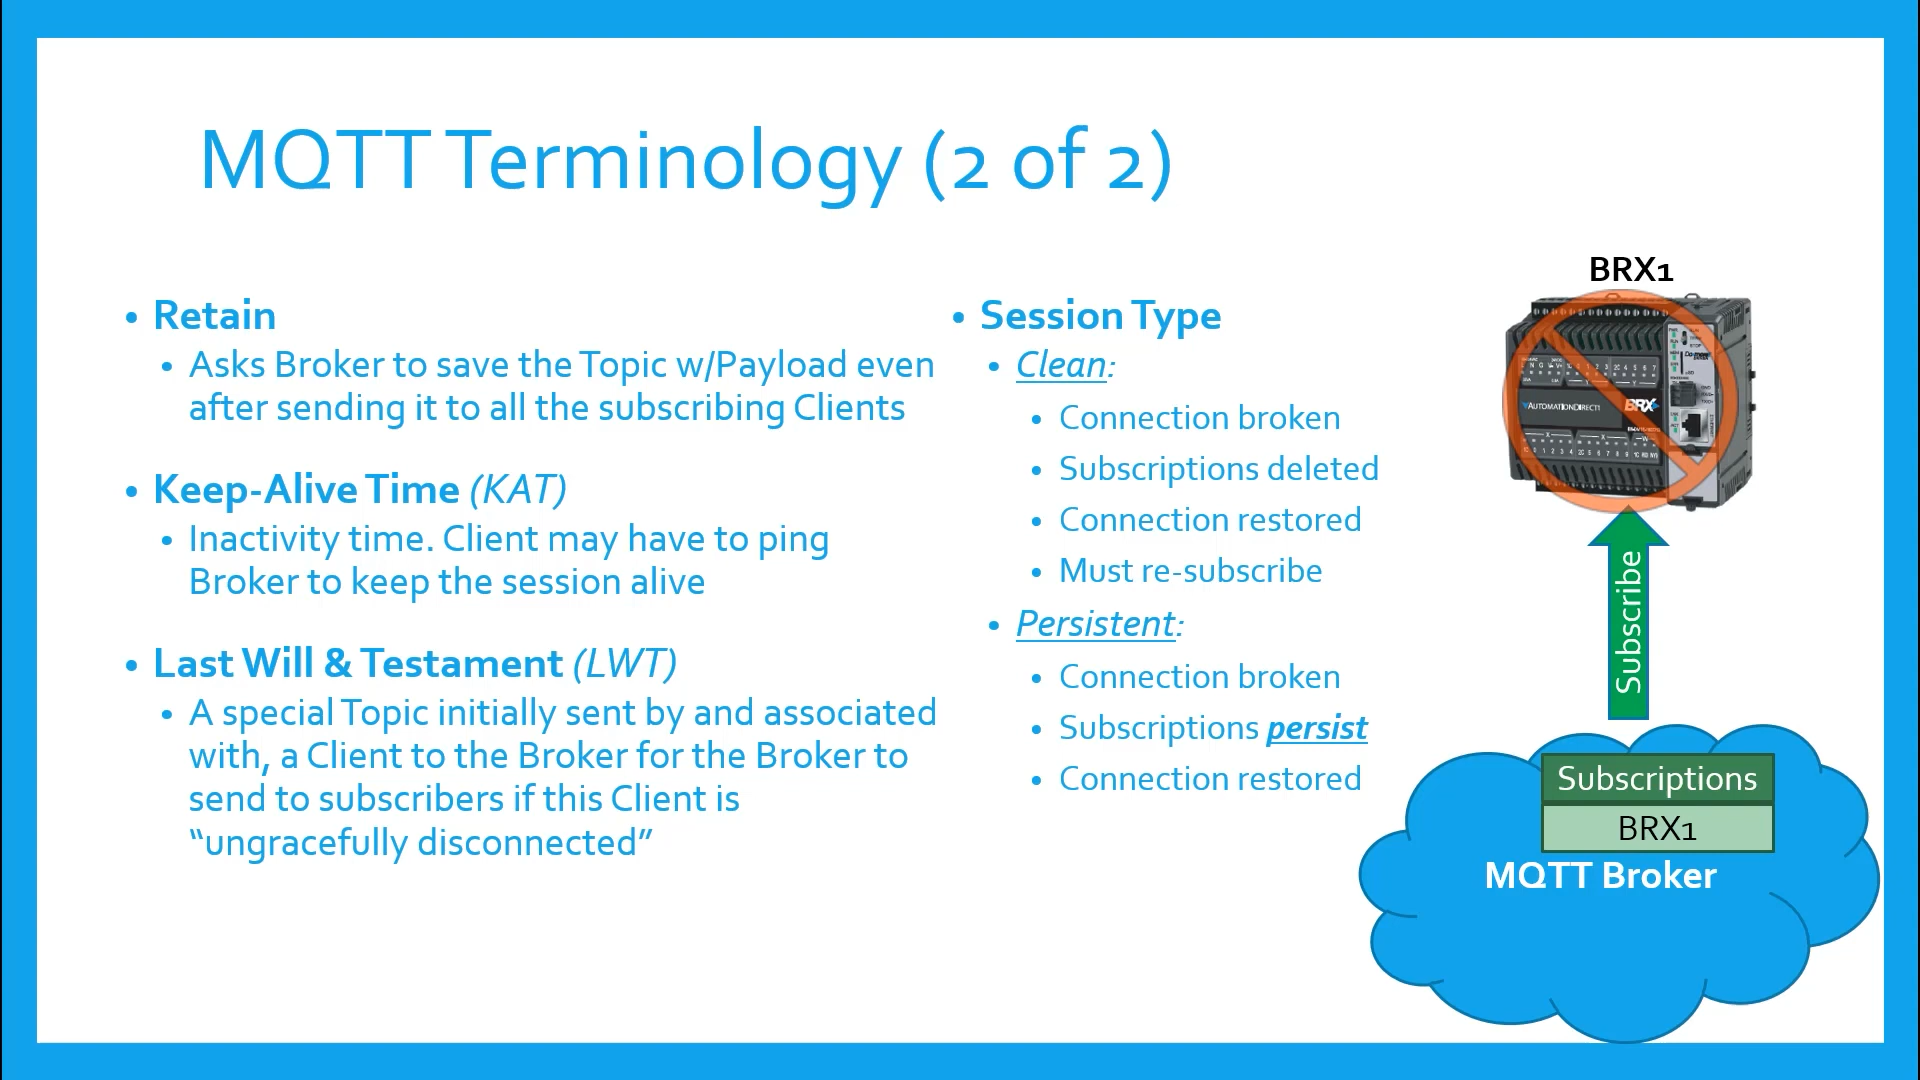 MQTT Terminology (2 of 2)
• Retain
• Asks Broker to save the Topic w/Payload even
after sending it to all the subscribing Clients
• Keep-Alive Time (KAT)
• Inactivity time. Client may have to ping
Broker to keep the session alive
• Last Will & Testament (LWT)
• A special Topic initially sent by and associated
with, a Client to the Broker for the Broker to
send to subscribers if this Client is
“ungracefully disconnected”
• Session Type
• Clean:
• Connection broken
• Subscriptions deleted
• Connection restored
• Must re-subscribe
• Persistent:
• Connection broken
• Subscriptions persist
• Connection restored
BRX1
AUTOMATIONDIRECT
BRX
Subscribe
Subscriptions
BRX1
MQTT Broker